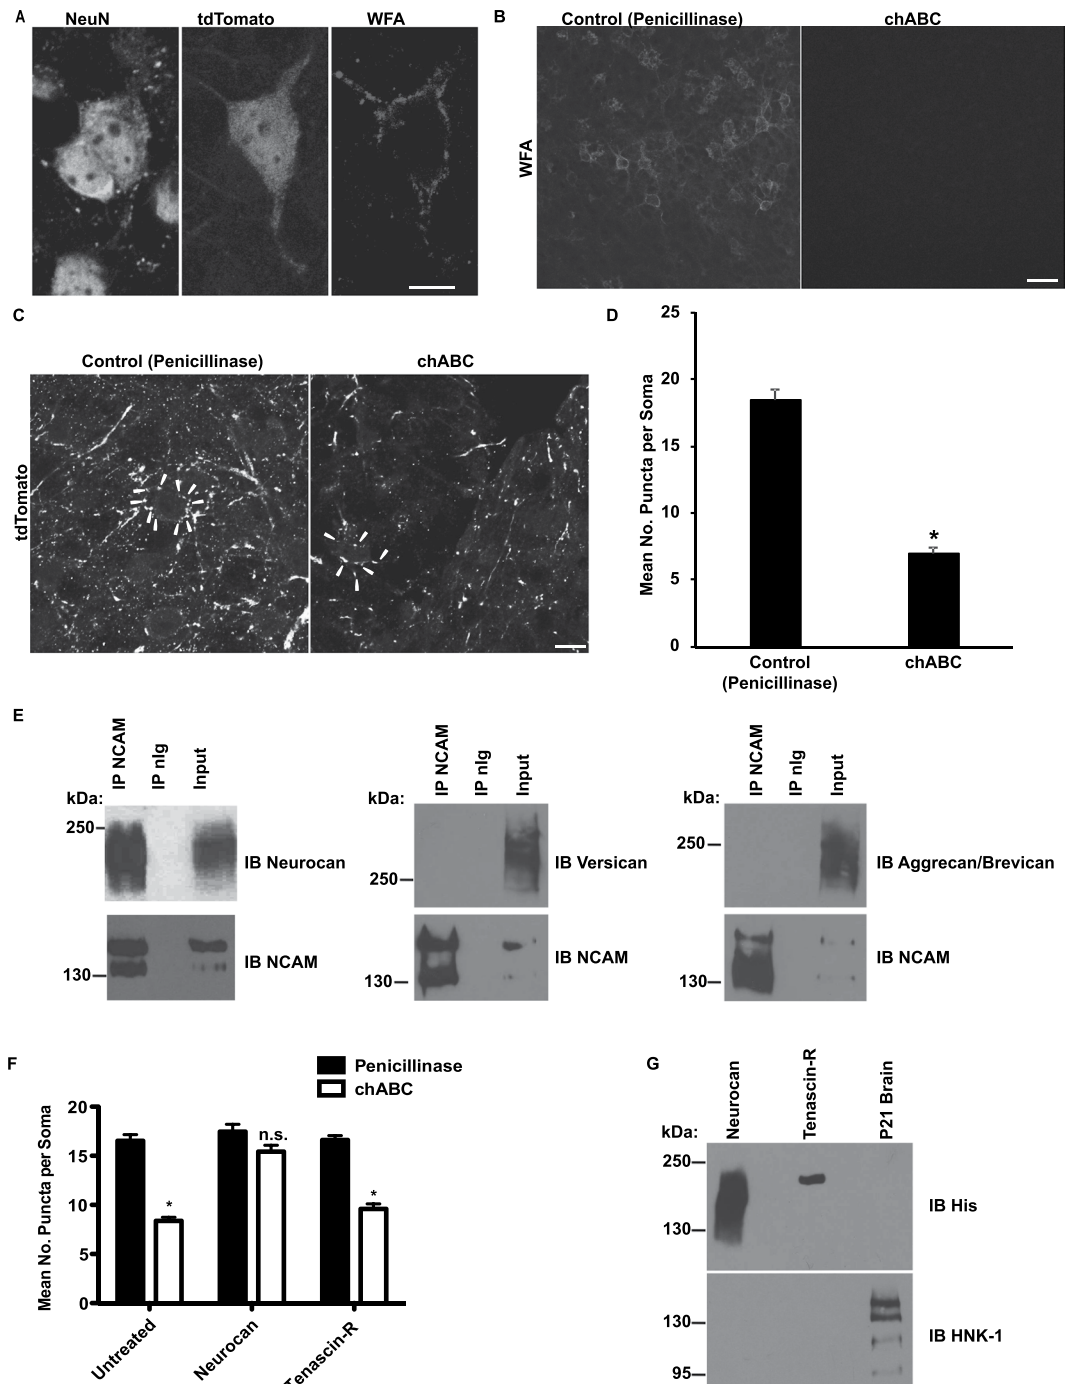 A
NeuN
tdTomato
WFA
B
Control (Penicillinase)
chABC
WFA
C
Control (Penicillinase)
chABC
tdTomato
D
25
20
15
10
5
0
Mean No. Puncta per Soma
*
Control
(Penicillinase)
chABC
E
IP NCAM
IP nIg
Input
kDa:
250
IB Neurocan
130
IB NCAM
IP NCAM
IP nIg
Input
kDa:
250
IB Versican
130
IB NCAM
IP NCAM
IP nIg
Input
kDa:
250
IB Aggrecan/Brevican
130
IB NCAM
F
Penicillinase
chABC
20
15
10
5
0
Mean No. Puncta per Soma
*
n.s.
*
Untreated
Neurocan
Tenascin-R
G
Neurocan
Tenascin-R
P21 Brain
kDa:
250
130
IB His
130
95
IB HNK-1